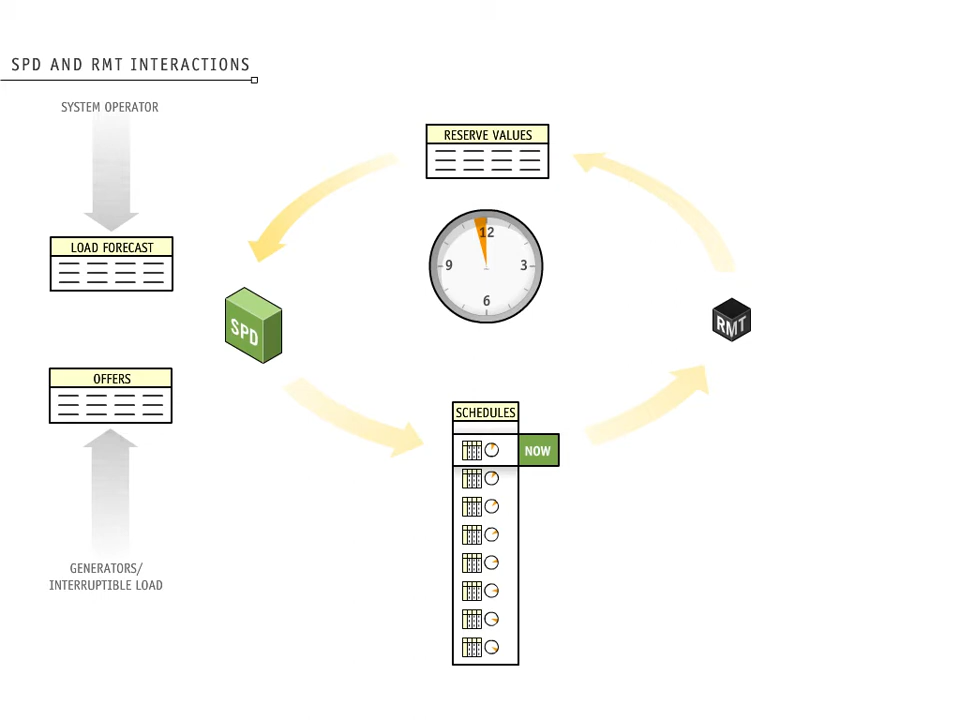 SPD AND RMT INTERACTIONS
SYSTEM OPERATOR
RESERVE VALUES
LOAD FORECAST
12
9
3
6
SPD
RMT
OFFERS
SCHEDULES
NOW
GENERATORS/
INTERRUPTIBLE LOAD